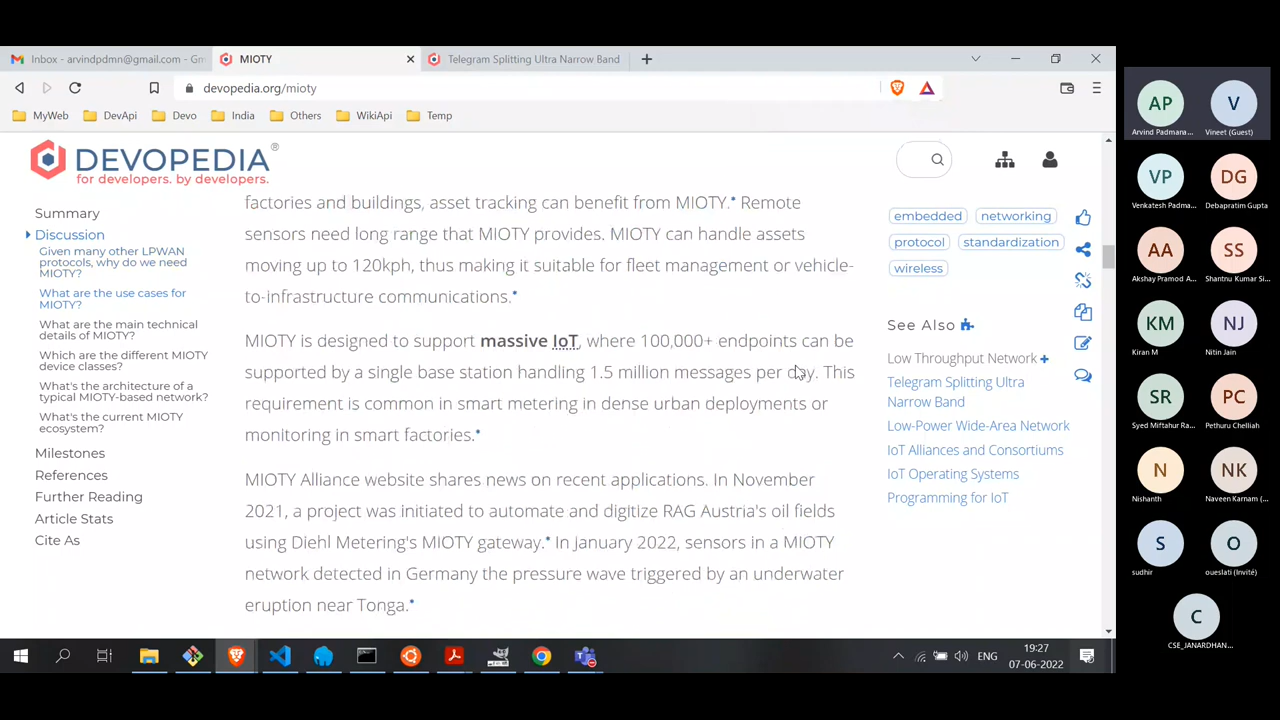 Inbox - arvindpdmn@gmail.com - Gm
MIOTY
Telegram Splitting Ultra Narrow Band
devopedia.org/mioty
MyWeb
DevApi
Devo
India
Others
WikiApi
Temp
DEVOPEDIA®
for developers. by developers.
Summary
Discussion
Given many other LPWAN
protocols, why do we need
MIOTY?
What are the use cases for
MIOTY?
What are the main technical
details of MIOTY?
Which are the different MIOTY
device classes?
What's the architecture of a
typical MIOTY-based network?
What's the current MIOTY
ecosystem?
Milestones
References
Further Reading
Article Stats
Cite As
factories and buildings, asset tracking can benefit from MIOTY.* Remote
sensors need long range that MIOTY provides. MIOTY can handle assets
moving up to 120kph, thus making it suitable for fleet management or vehicle-
to-infrastructure communications.*
MIOTY is designed to support massive IoT, where 100,000+ endpoints can be
supported by a single base station handling 1.5 million messages per day. This
requirement is common in smart metering in dense urban deployments or
monitoring in smart factories.*
MIOTY Alliance website shares news on recent applications. In November
2021, a project was initiated to automate and digitize RAG Austria's oil fields
using Diehl Metering's MIOTY gateway.* In january 2022, sensors in a MIOTY
network detected in Germany the pressure wave triggered by an underwater
eruption near Tonga.*
embedded
networking
protocol
standardization
wireless
See Also
Low Throughput Network
Telegram Splitting Ultra
Narrow Band
Low-Power Wide-Area Network
IoT Alliances and Consortiums
IoT Operating Systems
Programming for IoT
ENG
19:27
07-06-2022
AP
Arvind Padmana...
V
Vineet (Guest)
VP
Venkatesh Padma...
DG
Debapratim Gupta
AA
Akshay Pramod A...
SS
Shantnu Kumar Si...
KM
Kiran M
NJ
Nitin Jain
SR
Syed Miftahur Ra...
PC
Pethuru Chelliah
N
Nishanth
NK
Naveen Karnam (...
S
sudhir
O
oueslati (Invité)
C
CSE_JANARDHAN...